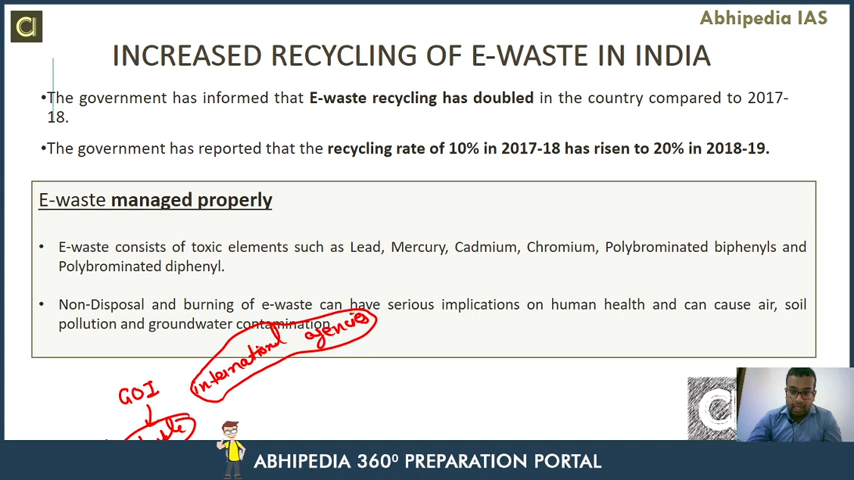 Abhipedia IAS
INCREASED RECYCLING OF E-WASTE IN INDIA
•The government has informed that E-waste recycling has doubled in the country compared to 2017-
18.
•The government has reported that the recycling rate of 10% in 2017-18 has risen to 20% in 2018-19.
E-waste managed properly
• E-waste consists of toxic elements such as Lead, Mercury, Cadmium, Chromium, Polybrominated biphenyls and
Polybrominated diphenyl.
• Non-Disposal and burning of e-waste can have serious implications on human health and can cause air, soil
pollution and groundwater contamination.
international agencies
GOI
ABHIPEDIA 360⁰ PREPARATION PORTAL